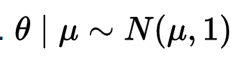 . θ | μ ∼ N(μ, 1)